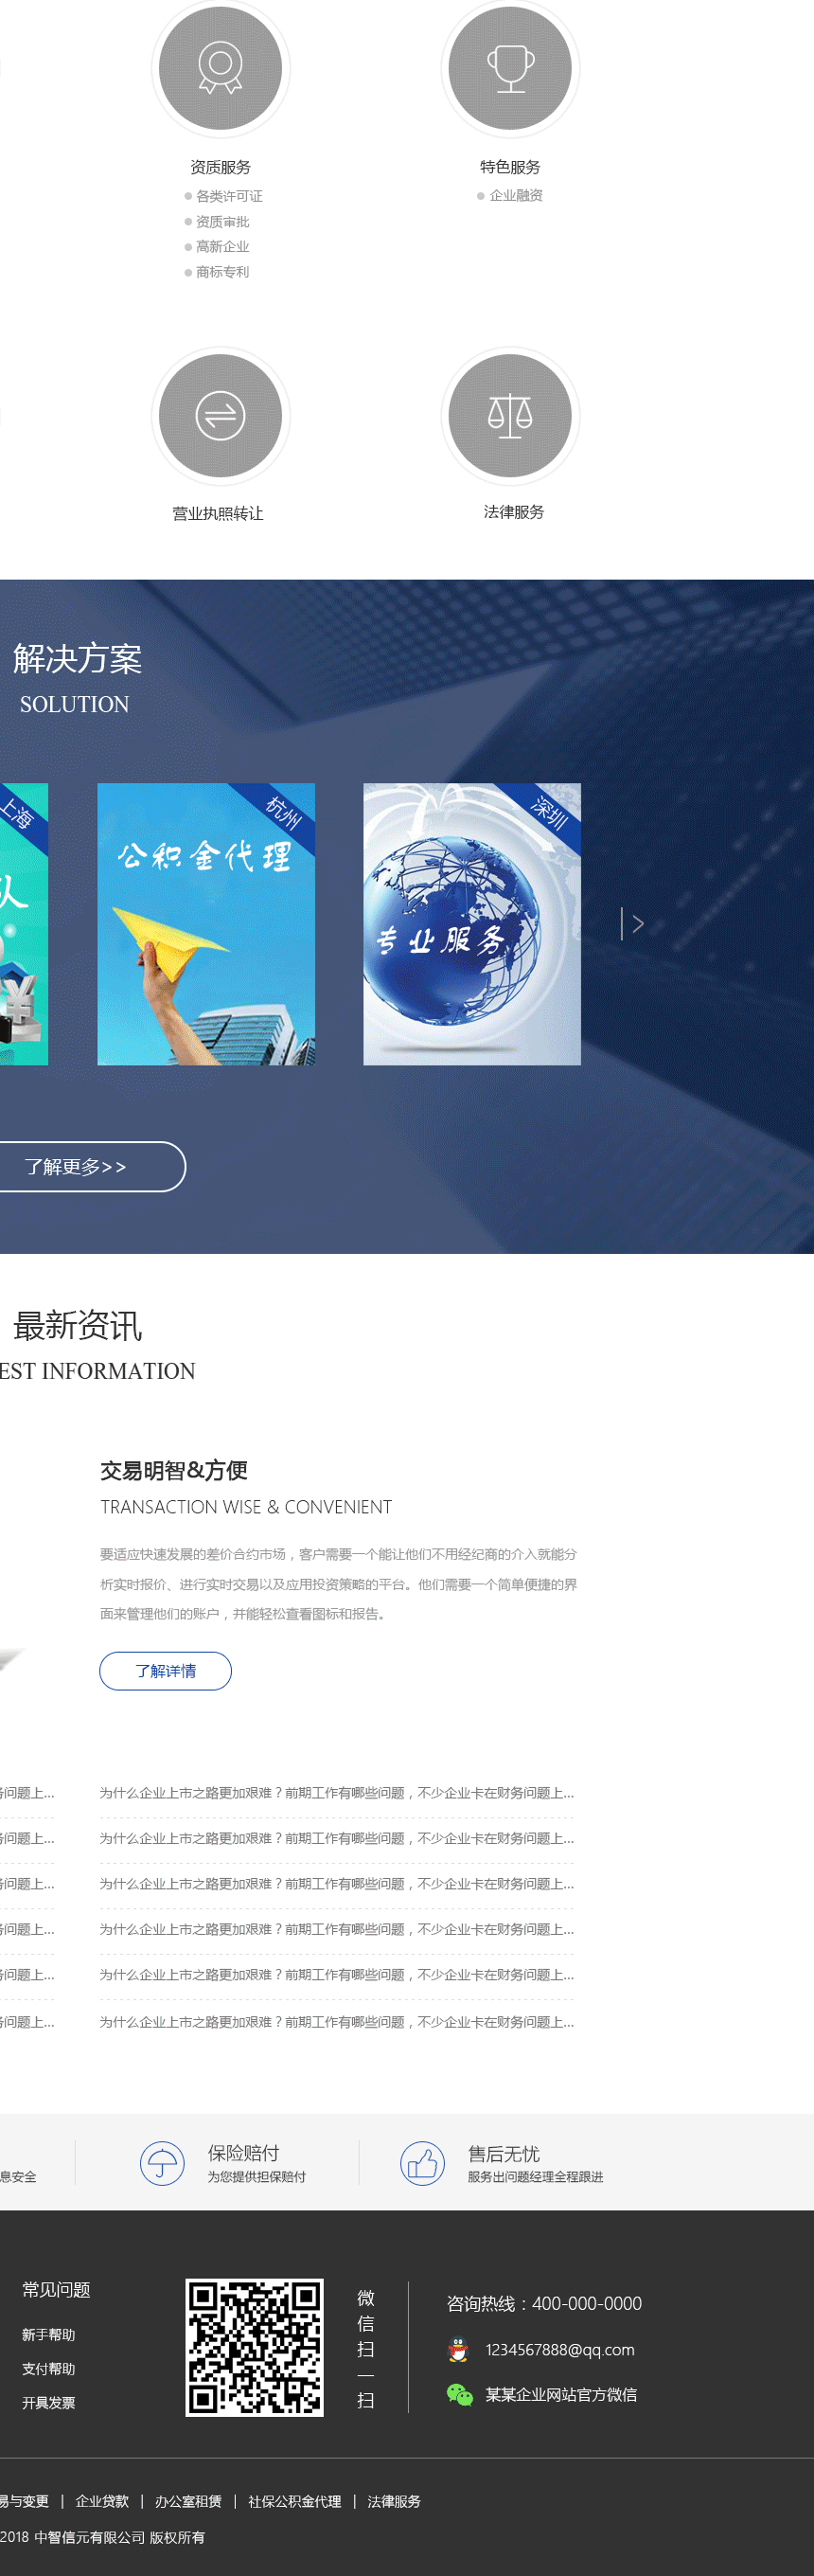 资质服务
各类许可证
资质审批
高新企业
商标专利
特色服务
企业融资
营业执照转让
法律服务
解决方案
SOLUTION
上海
队
杭州
公积金代理
深圳
专业服务
了解更多>>
最新资讯
EST INFORMATION
交易明智&方便
TRANSACTION WISE & CONVENIENT
要适应快速发展的差价合约市场，客户需要一个能让他们不用经纪商的介入就能分
析实时报价、进行实时交易以及应用投资策略的平台。他们需要一个简单便捷的界
面来管理他们的账户，并能轻松查看图标和报告。
了解详情
务问题上...
为什么企业上市之路更加艰难？前期工作有哪些问题，不少企业卡在财务问题上...
务问题上...
为什么企业上市之路更加艰难？前期工作有哪些问题，不少企业卡在财务问题上...
务问题上...
为什么企业上市之路更加艰难？前期工作有哪些问题，不少企业卡在财务问题上...
务问题上...
为什么企业上市之路更加艰难？前期工作有哪些问题，不少企业卡在财务问题上...
务问题上...
为什么企业上市之路更加艰难？前期工作有哪些问题，不少企业卡在财务问题上...
务问题上...
为什么企业上市之路更加艰难？前期工作有哪些问题，不少企业卡在财务问题上...
息安全
保险赔付
为您提供担保赔付
售后无忧
服务出问题经理全程跟进
常见问题
新手帮助
支付帮助
开具发票
微信扫一扫
咨询热线：400-000-0000
1234567888@qq.com
某某企业网站官方微信
易与变更 | 企业贷款 | 办公室租赁 | 社保公积金代理 | 法律服务
2018 中智信元有限公司 版权所有